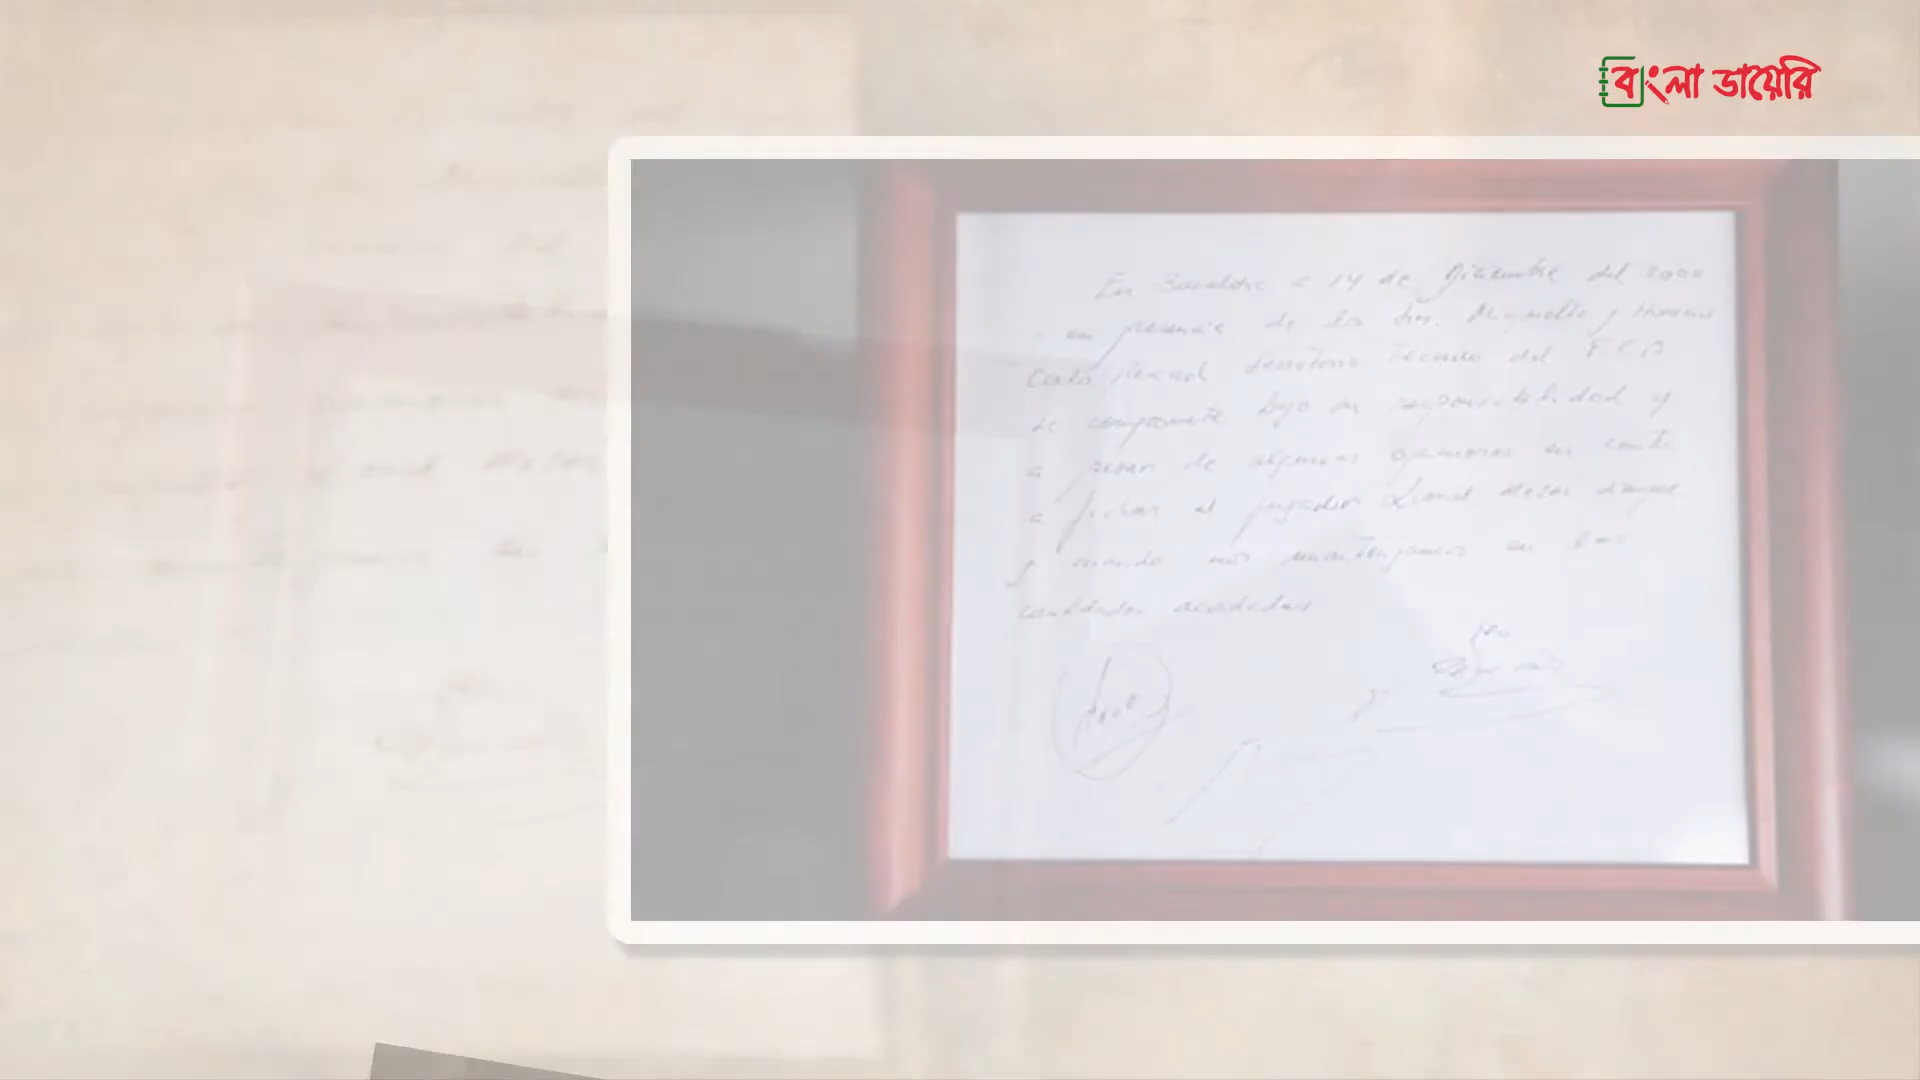 বাংলা ডায়েরি
En Barcelona a 14 de Diciembre del 2000
en presencia de los Srs. Minguella y Horacio
Carlo Rexach Secretario Tecnico del F.C.B
se compromete bajo su responsabilidad y
a pesar de algunas opiniones en contra
a fichar al jugador Lionel Messi siempre
y cuando nos mantengamos en las
cantidades acordadas